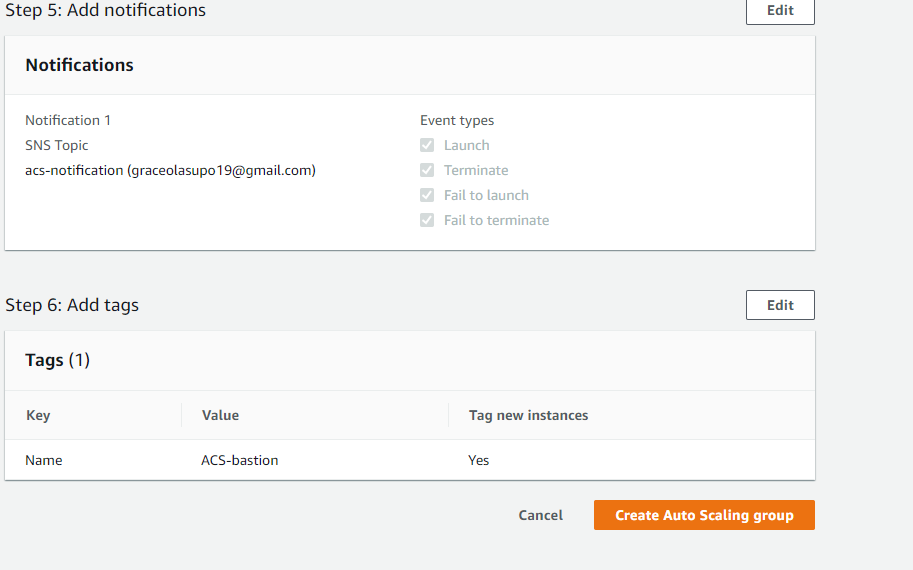 Step 5: Add notifications
Edit
Notifications
Notification 1
Event types
SNS Topic
Launch
acs-notification (graceolasupo19@gmail.com)
Terminate
Fail to launch
Fail to terminate
Step 6: Add tags
Edit
Tags (1)
Key Value Tag new instances
Name ACS-bastion Yes
Cancel Create Auto Scaling group